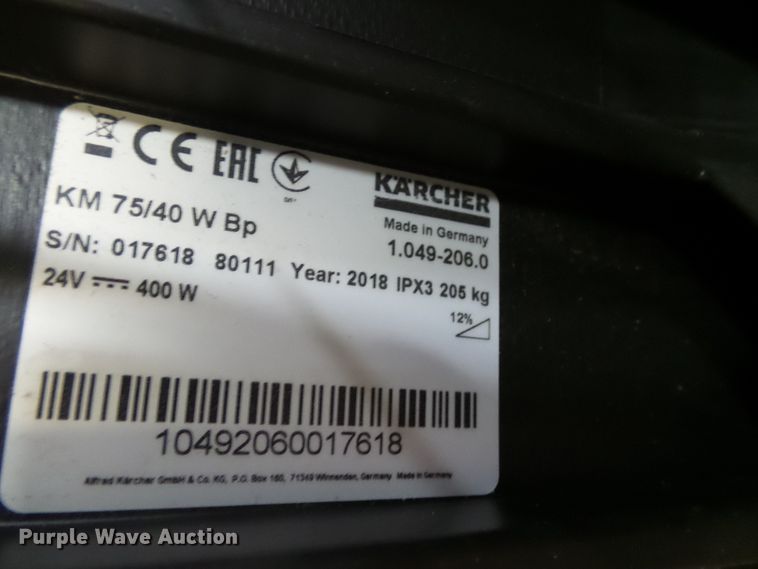 CE EAC
KÄRCHER
KM 75/40 W Bp
Made in Germany
1.049-206.0
S/N: 017618 80111 Year: 2018 IPX3 205 kg
24V 400 W
12%
10492060017618
Alfred Kärcher GmbH & Co. KG, P.O. Box 160, 71349 Winnenden, Germany Made in Germany
Purple Wave Auction